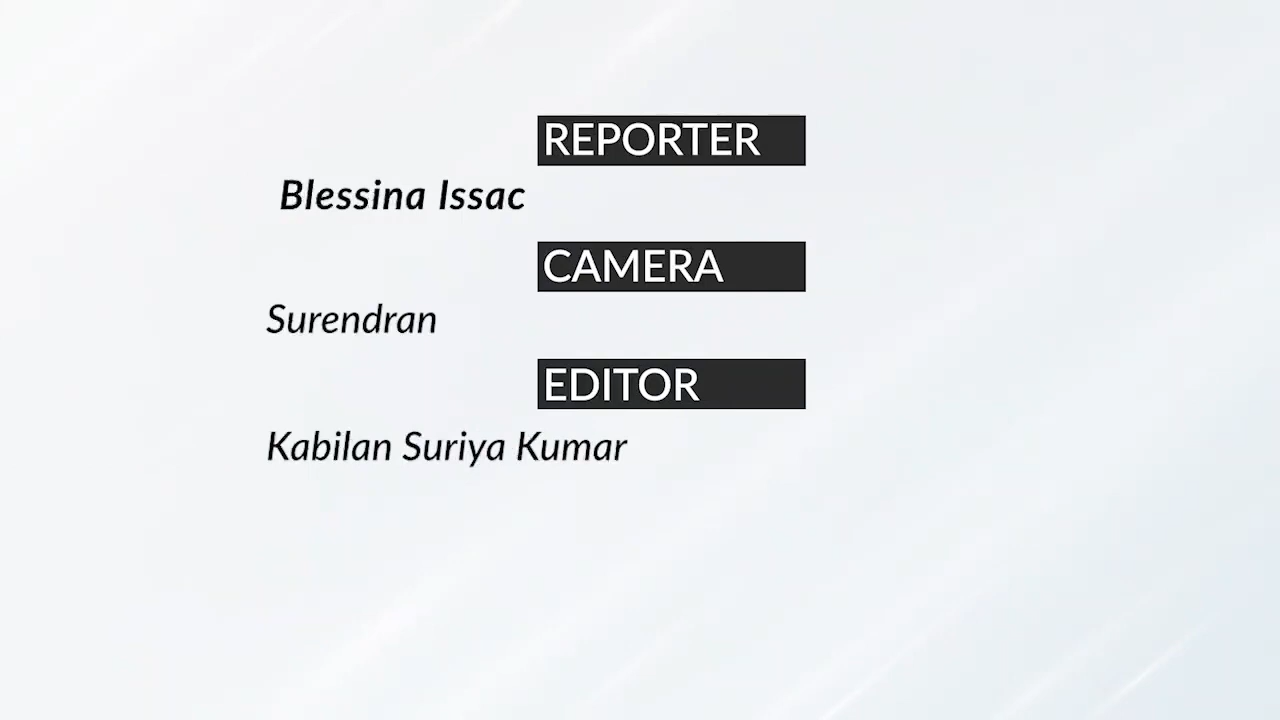 REPORTER
Blessina Issac
CAMERA
Surendran
EDITOR
Kabilan Suriya Kumar